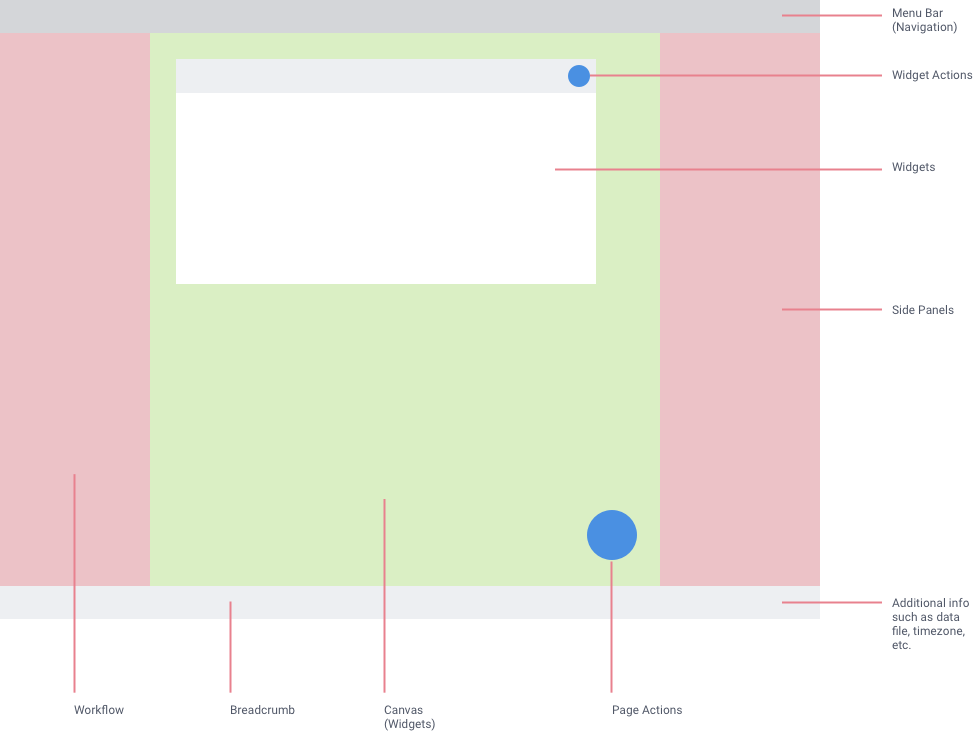 Menu Bar
(Navigation)
Widget Actions
Widgets
Side Panels
Additional info
such as data
file, timezone,
etc.
Workflow
Breadcrumb
Canvas
(Widgets)
Page Actions